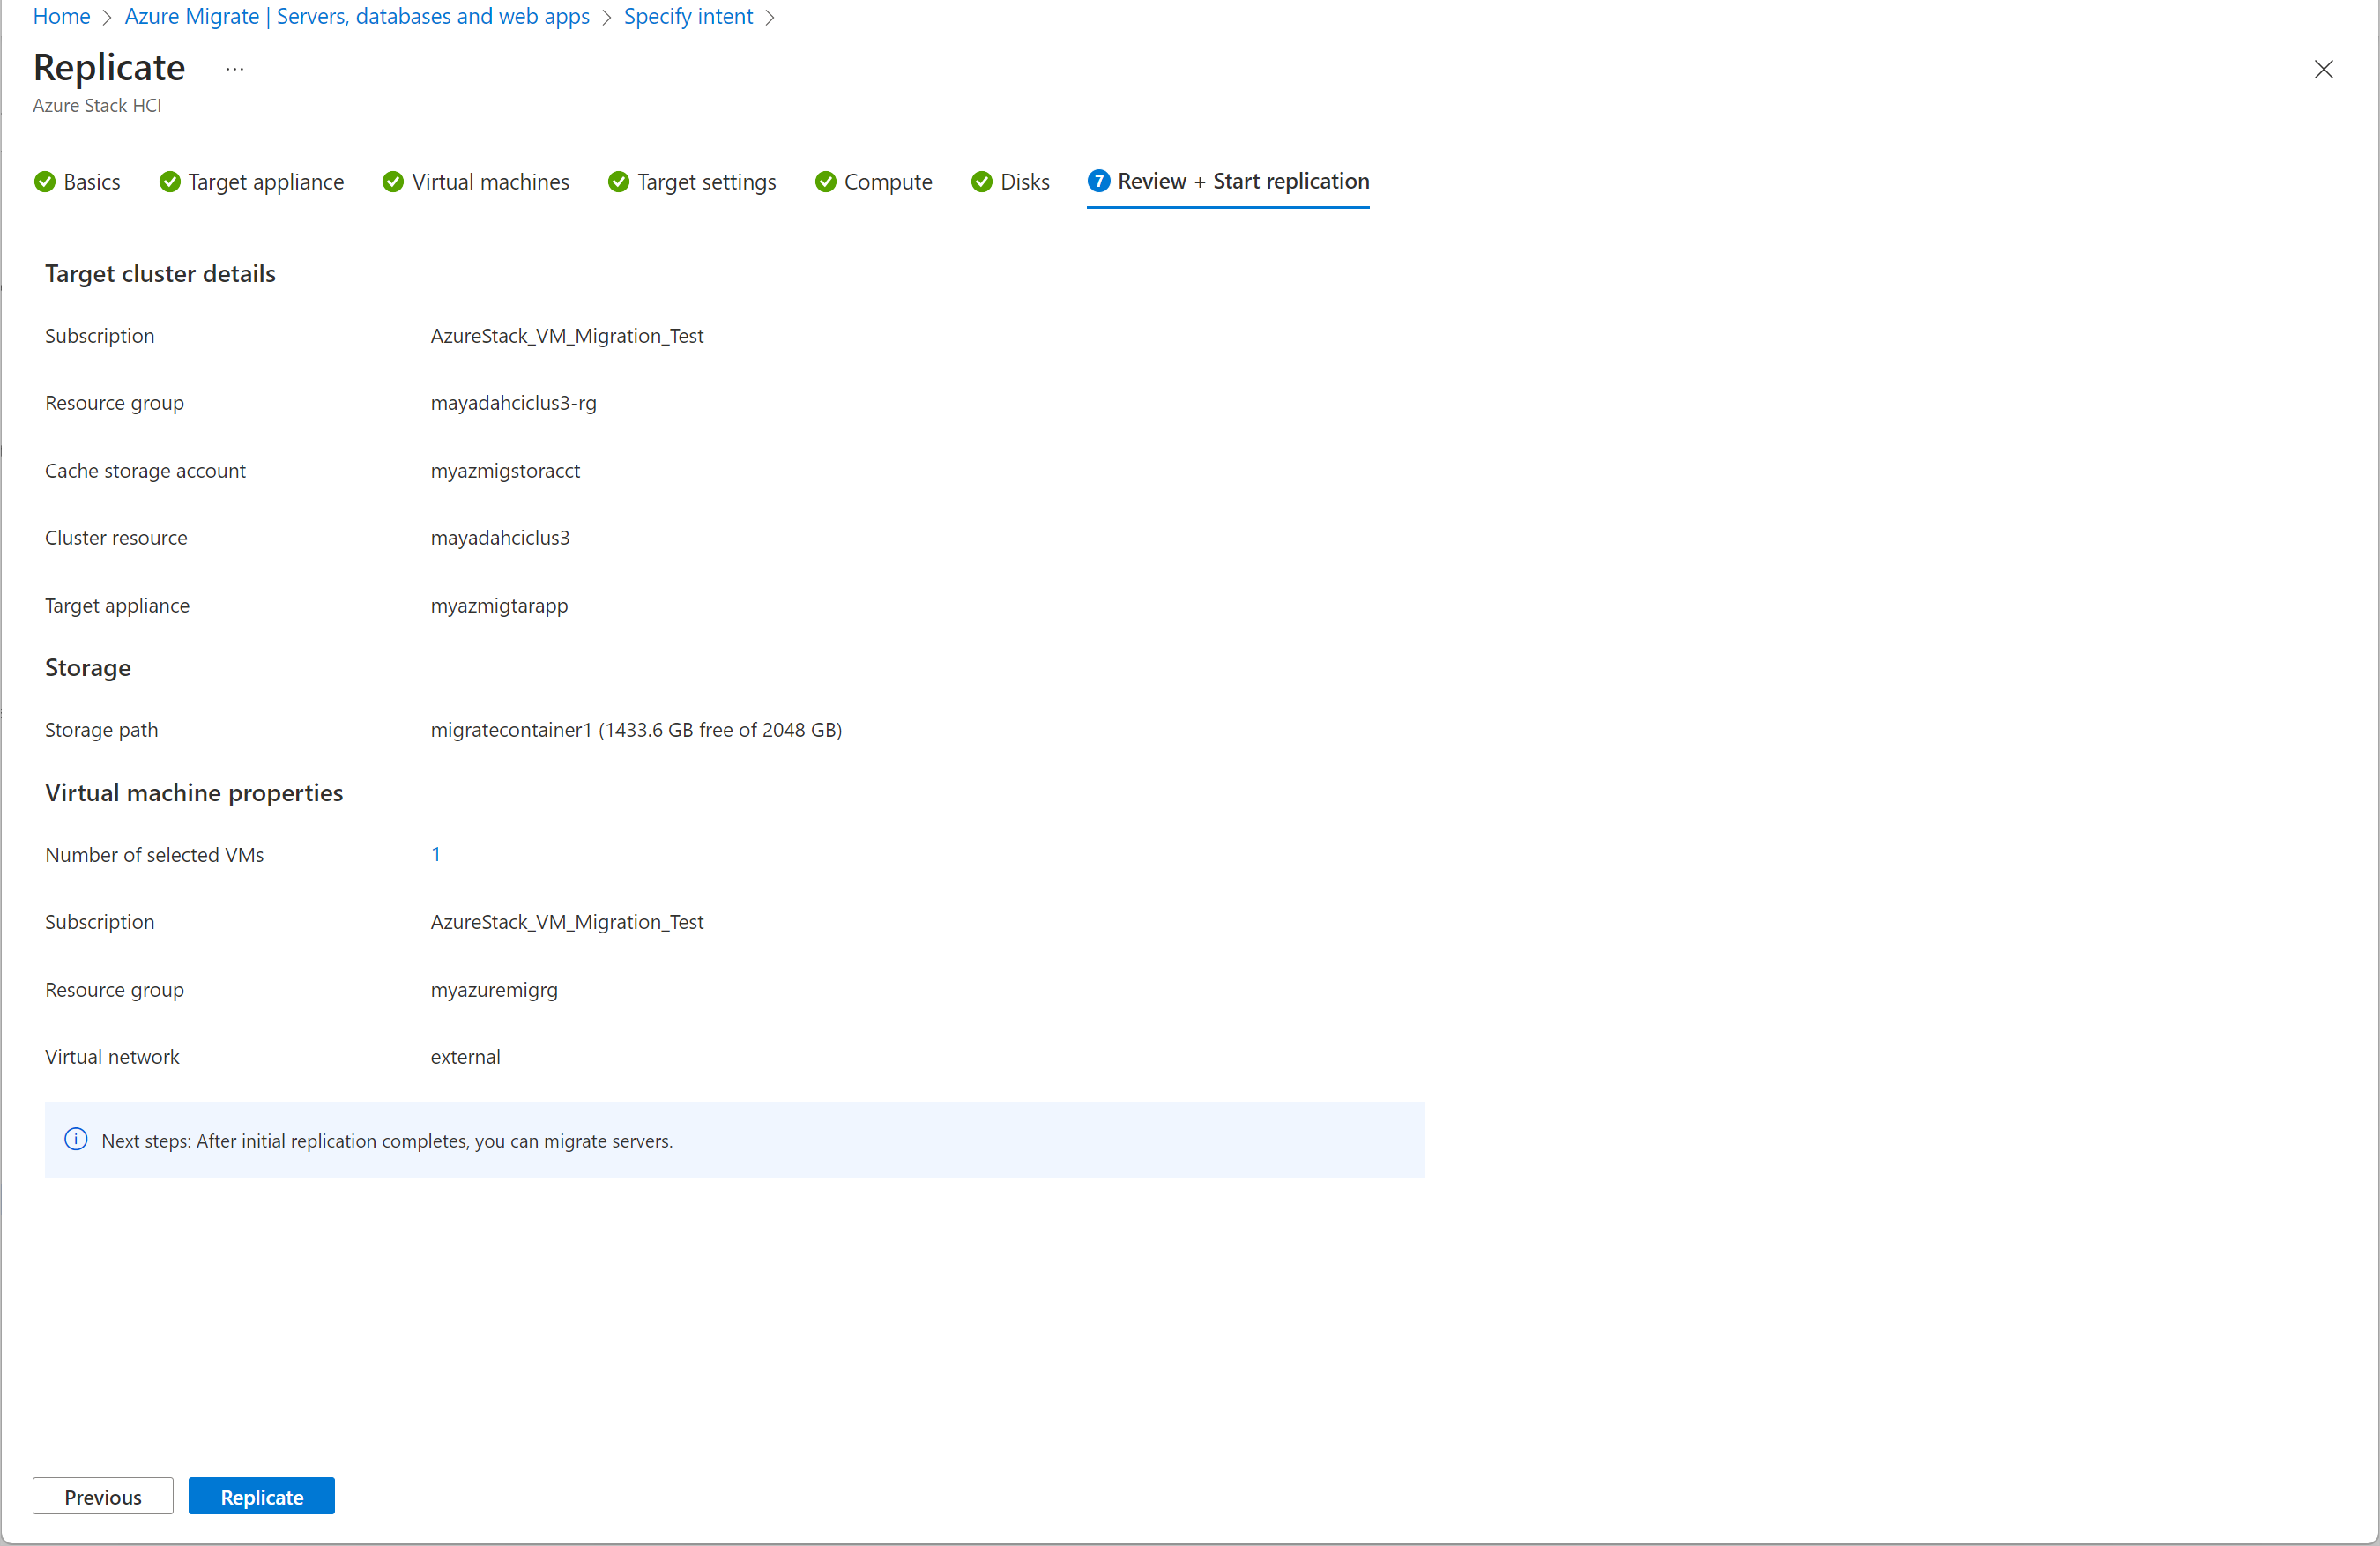 Home > Azure Migrate | Servers, databases and web apps > Specify intent >
Replicate ...
Azure Stack HCI
Basics Target appliance Virtual machines Target settings Compute Disks 7 Review + Start replication
Target cluster details
Subscription AzureStack_VM_Migration_Test
Resource group mayadahciclus3-rg
Cache storage account myazmigstoracct
Cluster resource mayadahciclus3
Target appliance myazmigtarapp
Storage
Storage path migratecontainer1 (1433.6 GB free of 2048 GB)
Virtual machine properties
Number of selected VMs 1
Subscription AzureStack_VM_Migration_Test
Resource group myazuremigrg
Virtual network external
Next steps: After initial replication completes, you can migrate servers.
Previous Replicate